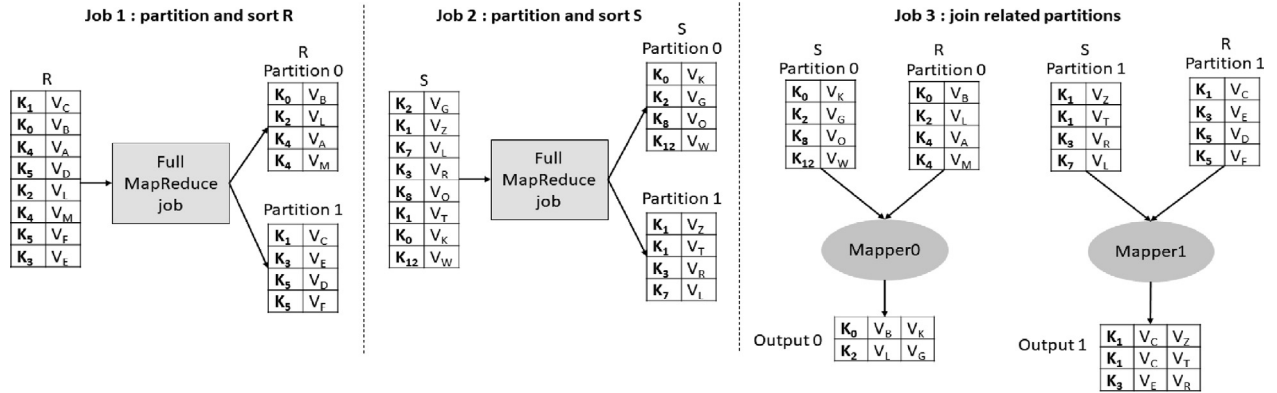 Job 1 : partition and sort R
R
K1 VC
K0 VB
K4 VA
K5 VD
K2 VL
K4 VM
K5 VF
K3 VE
Full
MapReduce
job
R
Partition 0
K0 VB
K2 VL
K4 VA
K4 VM
Partition 1
K1 VC
K3 VE
K5 VD
K5 VF
Job 2 : partition and sort S
S
K2 VG
K1 VZ
K7 VL
K3 VR
K8 VO
K1 VT
K0 VK
K12 VW
Full
MapReduce
job
S
Partition 0
K0 VK
K2 VG
K8 VO
K12 VW
Partition 1
K1 VZ
K1 VT
K3 VR
K7 VL
Job 3 : join related partitions
S
Partition 0
K0 VK
K2 VG
K8 VO
K12 VW
R
Partition 0
K0 VB
K2 VL
K4 VA
K4 VM
Mapper0
Output 0
K0 VB VK
K2 VL VG
S
Partition 1
K1 VZ
K1 VT
K3 VR
K7 VL
R
Partition 1
K1 VC
K3 VE
K5 VD
K5 VF
Mapper1
Output 1
K1 VC VZ
K1 VC VT
K3 VE VR